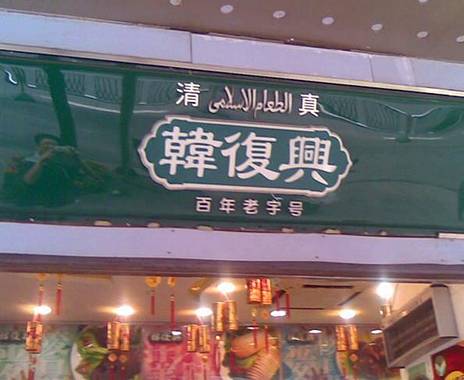 清 الطعام الاسلامي 真
韓復興
百年老字号